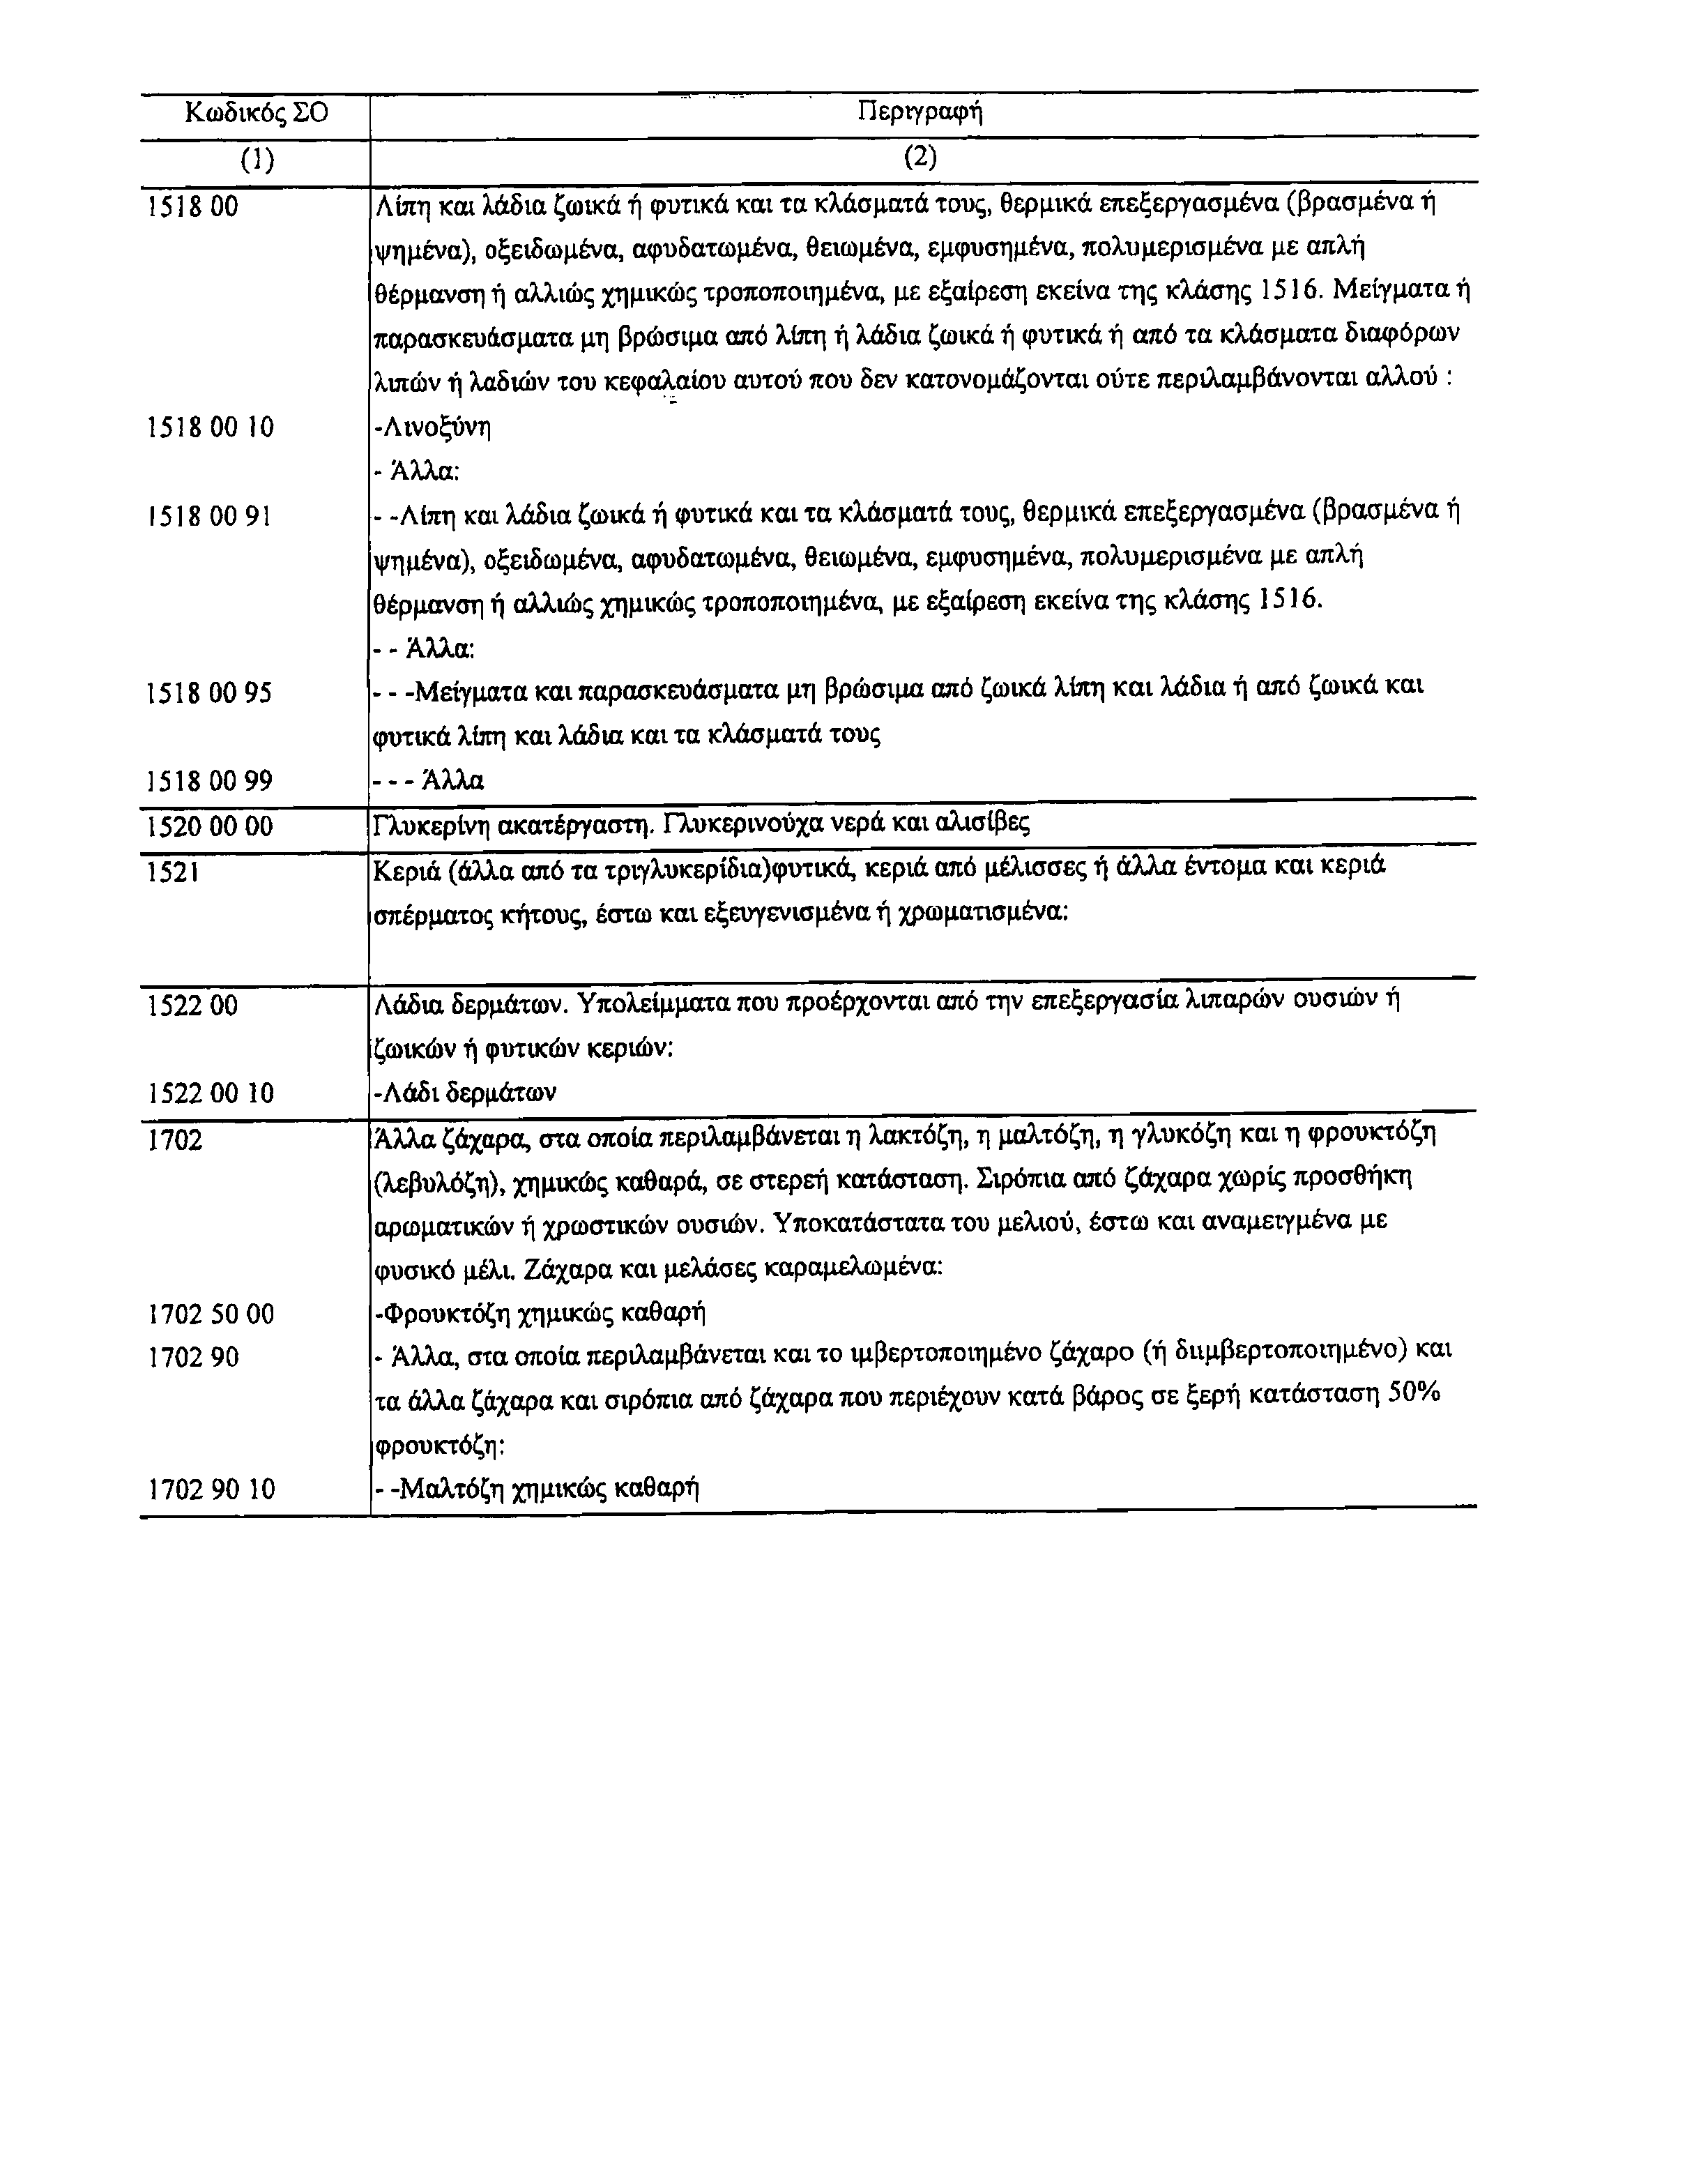 Κωδικός ΣΟ Περιγραφή
(1) (2)
1518 00 Λίπη και λάδια ζωικά ή φυτικά και τα κλάσματά τους, θερμικά επεξεργασμένα (βρασμένα ή
ψημένα), οξειδωμένα, αφυδατωμένα, θειωμένα, εμφυσημένα, πολυμερισμένα με απλή
θέρμανση ή αλλιώς χημικώς τροποποιημένα, με εξαίρεση εκείνα της κλάσης 1516. Μείγματα ή
παρασκευάσματα μη βρώσιμα από λίπη ή λάδια ζωικά ή φυτικά ή από τα κλάσματα διαφόρων
λιπών ή λαδιών του κεφαλαίου αυτού που δεν κατονομάζονται ούτε περιλαμβάνονται αλλού :
1518 00 10 -Λινοξύνη
- Άλλα:
1518 00 91 - -Λίπη και λάδια ζωικά ή φυτικά και τα κλάσματά τους, θερμικά επεξεργασμένα (βρασμένα ή
ψημένα), οξειδωμένα, αφυδατωμένα, θειωμένα, εμφυσημένα, πολυμερισμένα με απλή
θέρμανση ή αλλιώς χημικώς τροποποιημένα, με εξαίρεση εκείνα της κλάσης 1516.
- - Άλλα:
1518 00 95 - - -Μείγματα και παρασκευάσματα μη βρώσιμα από ζωικά λίπη και λάδια ή από ζωικά και
φυτικά λίπη και λάδια και τα κλάσματά τους
1518 00 99 - - - Άλλα
1520 00 00 Γλυκερίνη ακατέργαστη. Γλυκερινούχα νερά και αλισίβες
1521 Κεριά (άλλα από τα τριγλυκερίδια)φυτικά, κεριά από μέλισσες ή άλλα έντομα και κεριά
σπέρματος κήτους, έστω και εξευγενισμένα ή χρωματισμένα:
1522 00 Λάδια δερμάτων. Υπολείμματα που προέρχονται από την επεξεργασία λιπαρών ουσιών ή
ζωικών ή φυτικών κεριών:
1522 00 10 -Λάδι δερμάτων
1702 Άλλα ζάχαρα, στα οποία περιλαμβάνεται η λακτόζη, η μαλτόζη, η γλυκόζη και η φρουκτόζη
(λεβυλόζη), χημικώς καθαρά, σε στερεή κατάσταση. Σιρόπια από ζάχαρα χωρίς προσθήκη
αρωματικών ή χρωστικών ουσιών. Υποκατάστατα του μελιού, έστω και αναμειγμένα με
φυσικό μέλι. Ζάχαρα και μελάσες καραμελωμένα:
1702 50 00 -Φρουκτόζη χημικώς καθαρή
1702 90 - Άλλα, στα οποία περιλαμβάνεται και το ιμβερτοποιημένο ζάχαρο (ή διιμβερτοποιημένο) και
τα άλλα ζάχαρα και σιρόπια από ζάχαρα που περιέχουν κατά βάρος σε ξερή κατάσταση 50%
φρουκτόζη:
1702 90 10 - -Μαλτόζη χημικώς καθαρή